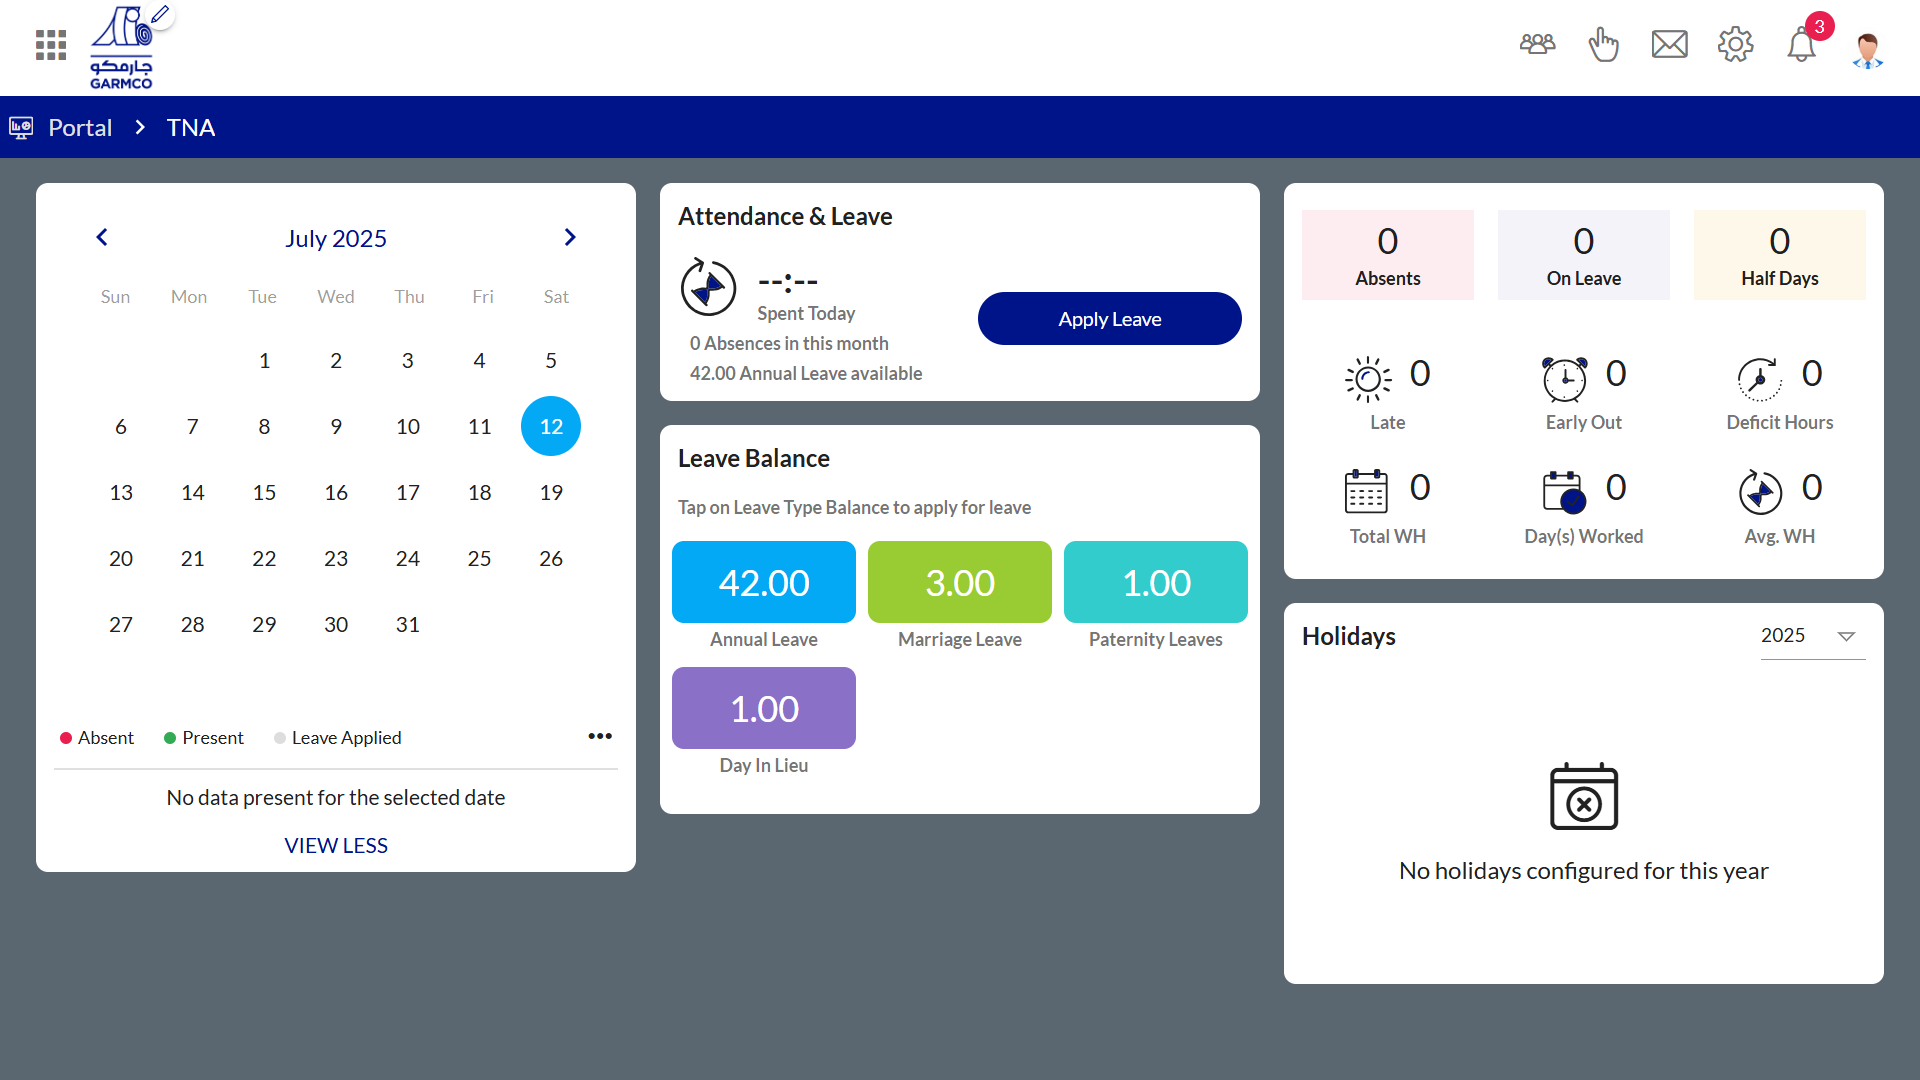 جارمكو
GARMCO
3
Portal > TNA
July 2025
Sun Mon Tue Wed Thu Fri Sat
1 2 3 4 5
6 7 8 9 10 11 12
13 14 15 16 17 18 19
20 21 22 23 24 25 26
27 28 29 30 31
Absent Present Leave Applied •••
No data present for the selected date
VIEW LESS
Attendance & Leave
--:--
Spent Today
0 Absences in this month
42.00 Annual Leave available
Apply Leave
Leave Balance
Tap on Leave Type Balance to apply for leave
42.00 3.00 1.00
Annual Leave Marriage Leave Paternity Leaves
1.00
Day In Lieu
0 0 0
Absents On Leave Half Days
0 0 0
Late Early Out Deficit Hours
0 0 0
Total WH Day(s) Worked Avg. WH
Holidays 2025
No holidays configured for this year